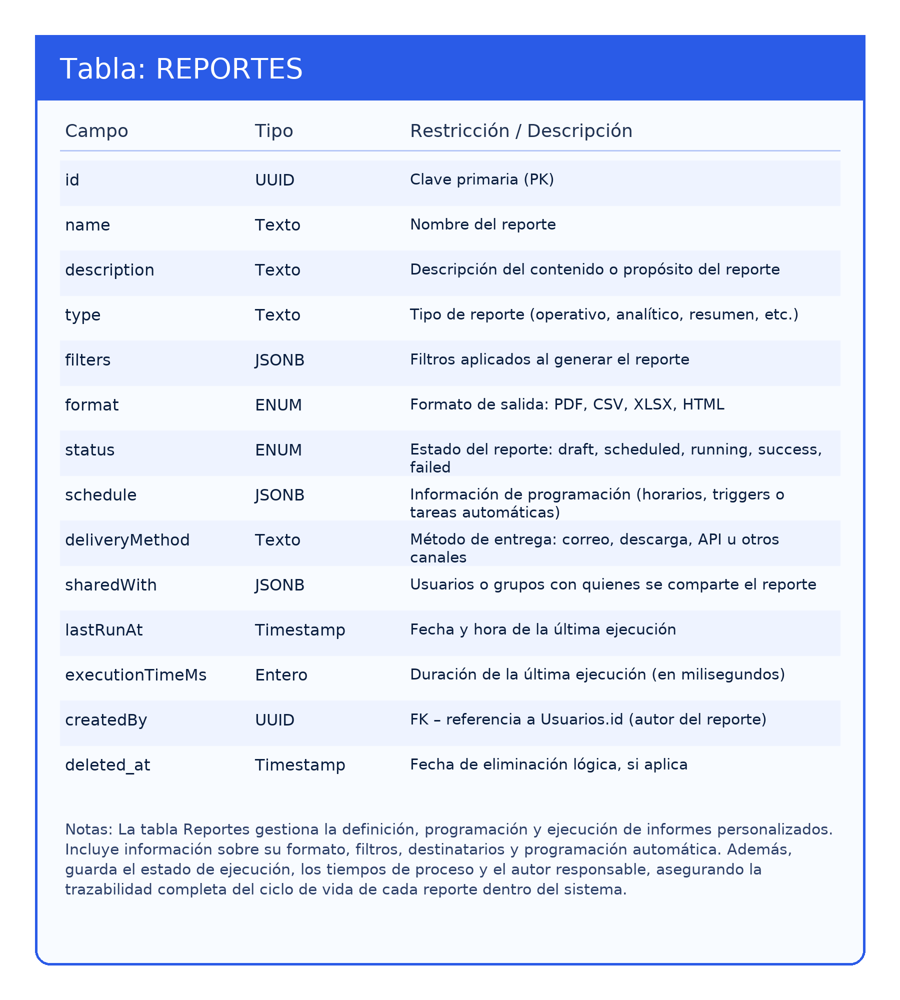 Tabla: REPORTES
Campo Tipo Restricción / Descripción
id UUID Clave primaria (PK)
name Texto Nombre del reporte
description Texto Descripción del contenido o propósito del reporte
type Texto Tipo de reporte (operativo, analítico, resumen, etc.)
filters JSONB Filtros aplicados al generar el reporte
format ENUM Formato de salida: PDF, CSV, XLSX, HTML
status ENUM Estado del reporte: draft, scheduled, running, success,
failed
schedule JSONB Información de programación (horarios, triggers o
tareas automáticas)
deliveryMethod Texto Método de entrega: correo, descarga, API u otros
canales
sharedWith JSONB Usuarios o grupos con quienes se comparte el reporte
lastRunAt Timestamp Fecha y hora de la última ejecución
executionTimeMs Entero Duración de la última ejecución (en milisegundos)
createdBy UUID FK – referencia a Usuarios.id (autor del reporte)
deleted_at Timestamp Fecha de eliminación lógica, si aplica
Notas: La tabla Reportes gestiona la definición, programación y ejecución de informes personalizados.
Incluye información sobre su formato, filtros, destinatarios y programación automática. Además,
guarda el estado de ejecución, los tiempos de proceso y el autor responsable, asegurando la
trazabilidad completa del ciclo de vida de cada reporte dentro del sistema.